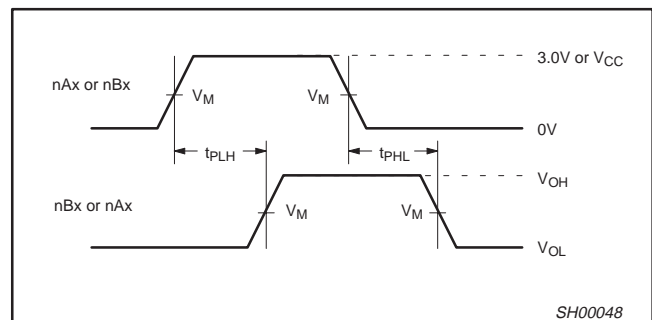 3.0V or VCC
nAx or nBx
VM VM
0V
tPLH tPHL
VOH
nBx or nAx
VM VM
VOL
SH00048